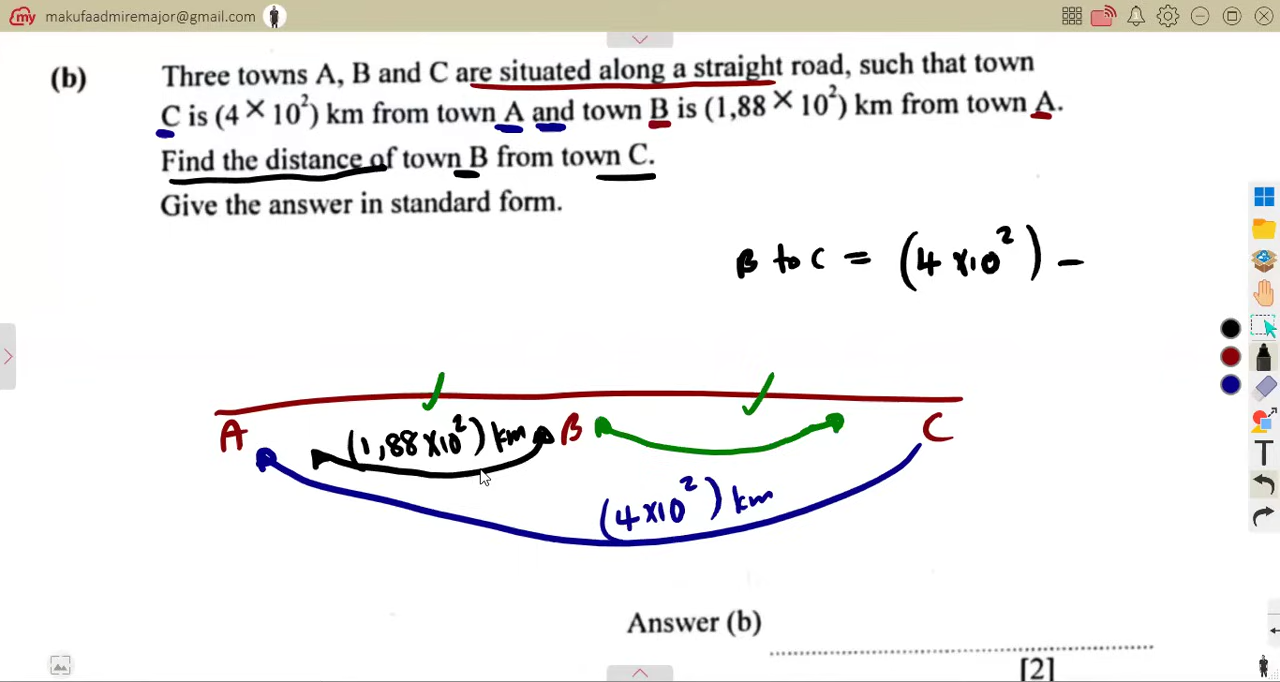 my makufaadmiremajor@gmail.com
(b) Three towns A, B and C are situated along a straight road, such that town
C is (4 × 10²) km from town A and town B is (1,88 × 10²) km from town A.
Find the distance of town B from town C.
Give the answer in standard form.
B to C = (4 × 10²) –
A (1,88 × 10²) km B C
(4 × 10²) km
Answer (b) ........................................
[2]
T